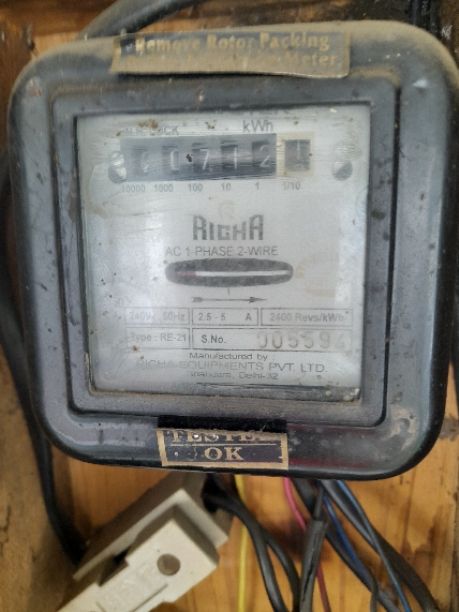 Remove Rotor Packing
Meter.
kWh
10000 1000 100 10 1 1/10
RIGHA
AC 1-PHASE 2-WIRE
240V 50Hz 2.5 - 5 A 2400 Revs/kWh
Type : RE-21 S.No. 005394
Manufactured by
RICHA EQUIPMENTS PVT. LTD.
Delhi-32
TESTED
OK